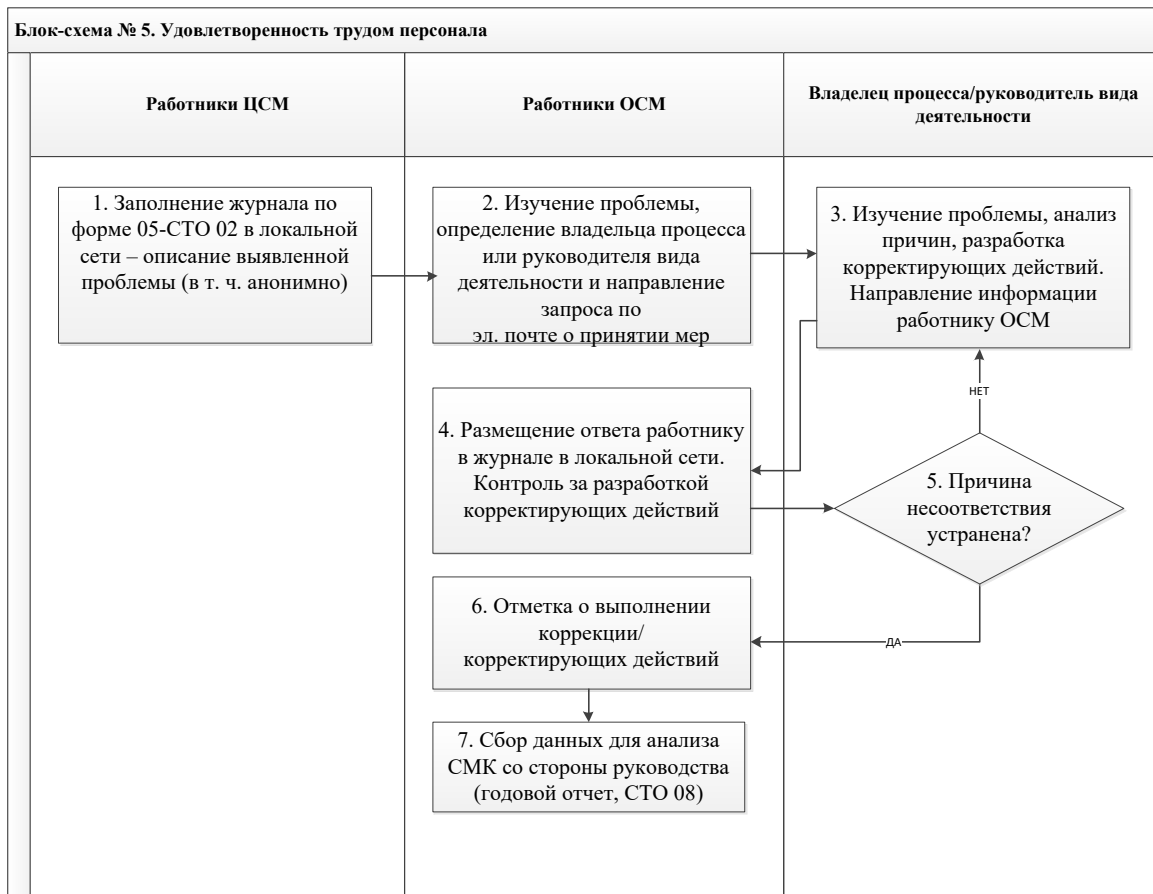 Блок-схема № 5. Удовлетворенность трудом персонала
Работники ЦСМ
Работники ОСМ
Владелец процесса/руководитель вида
деятельности
1. Заполнение журнала по
форме 05-СТО 02 в локальной
сети – описание выявленной
проблемы (в т. ч. анонимно)
2. Изучение проблемы,
определение владельца процесса
или руководителя вида
деятельности и направление
запроса по
эл. почте о принятии мер
3. Изучение проблемы, анализ
причин, разработка
корректирующих действий.
Направление информации
работнику ОСМ
НЕТ
4. Размещение ответа работнику
в журнале в локальной сети.
Контроль за разработкой
корректирующих действий
5. Причина
несоответствия
устранена?
ДА
6. Отметка о выполнении
коррекции/
корректирующих действий
7. Сбор данных для анализа
СМК со стороны руководства
(годовой отчет, СТО 08)